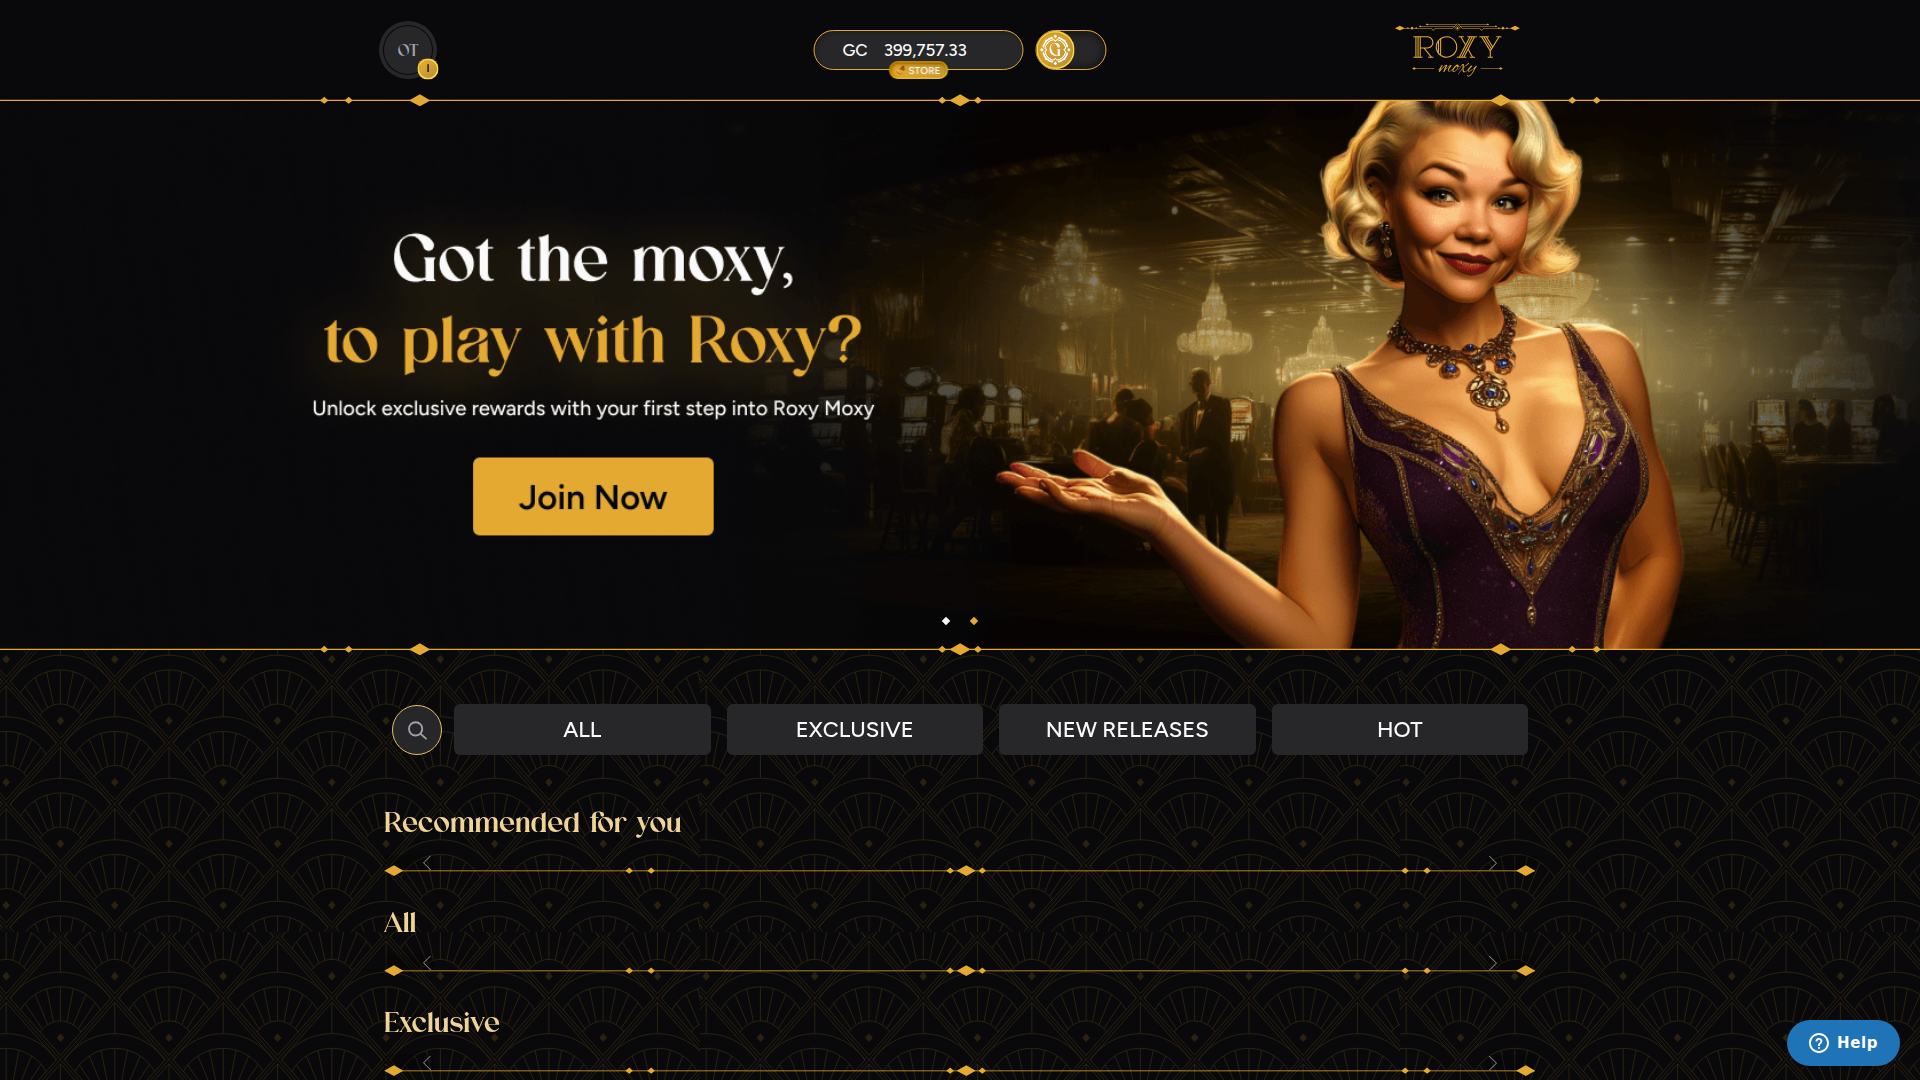 OT
I
GC 399,757.33
STORE
G
ROXY
moxy
Got the moxy,
to play with Roxy?
Unlock exclusive rewards with your first step into Roxy Moxy
Join Now
ALL
EXCLUSIVE
NEW RELEASES
HOT
Recommended for you
All
Exclusive
Help